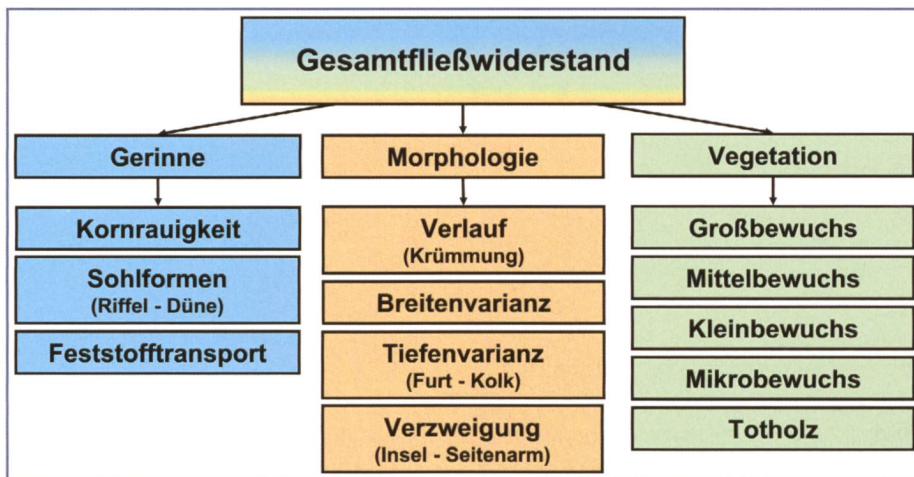 Gesamtfließwiderstand
Gerinne
Kornrauigkeit
Sohlformen
(Riffel - Düne)
Feststofftransport
Morphologie
Verlauf
(Krümmung)
Breitenvarianz
Tiefenvarianz
(Furt - Kolk)
Verzweigung
(Insel - Seitenarm)
Vegetation
Großbewuchs
Mittelbewuchs
Kleinbewuchs
Mikrobewuchs
Totholz